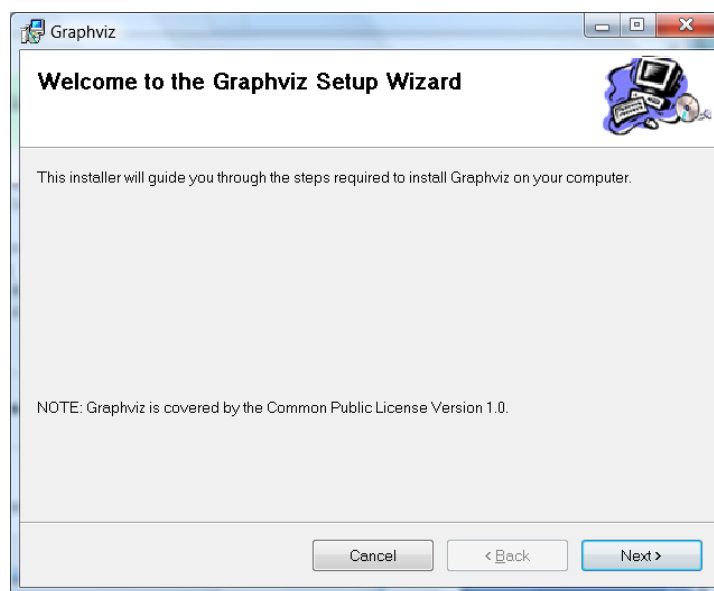 Graphviz
Welcome to the Graphviz Setup Wizard
This installer will guide you through the steps required to install Graphviz on your computer.
NOTE: Graphviz is covered by the Common Public License Version 1.0.
Cancel
< Back
Next >